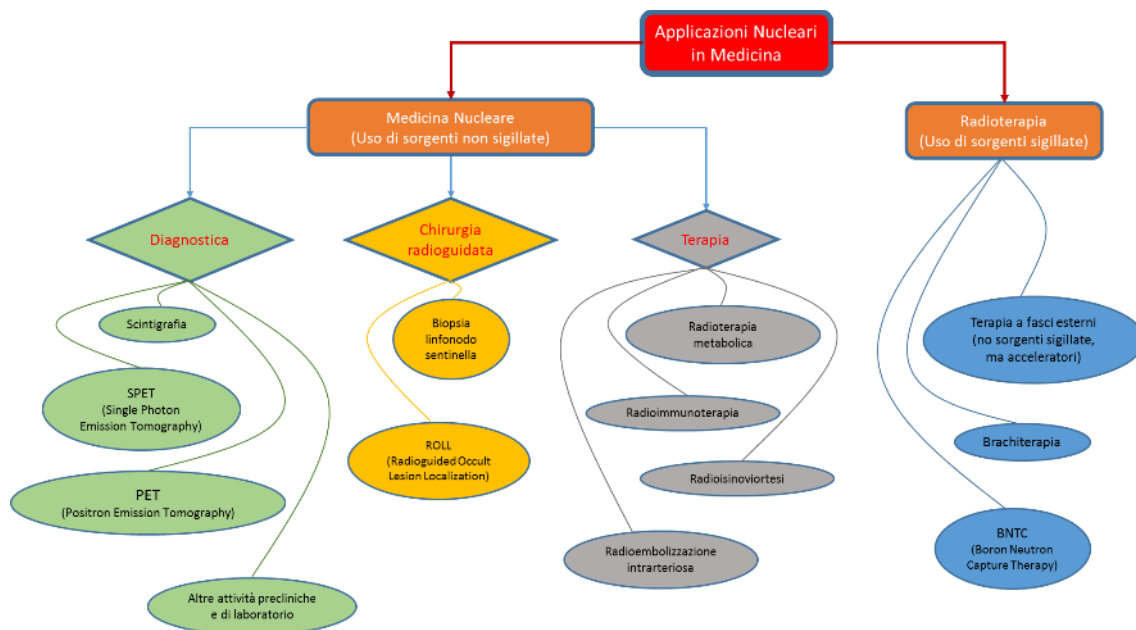 Applicazioni Nucleari
in Medicina
Medicina Nucleare
(Uso di sorgenti non sigillate)
Radioterapia
(Uso di sorgenti sigillate)
Diagnostica
Chirurgia
radioguidata
Terapia
Scintigrafia
SPET
(Single Photon
Emission Tomography)
PET
(Positron Emission Tomography)
Altre attività precliniche
e di laboratorio
Biopsia
linfonodo
sentinella
ROLL
(Radioguided Occult
Lesion Localization)
Radioterapia
metabolica
Radioimmunoterapia
Radioisinoviortesi
Radioembolizzazione
intrarteriosa
Terapia a fasci esterni
(no sorgenti sigillate,
ma acceleratori)
Brachiterapia
BNTC
(Boron Neutron
Capture Therapy)